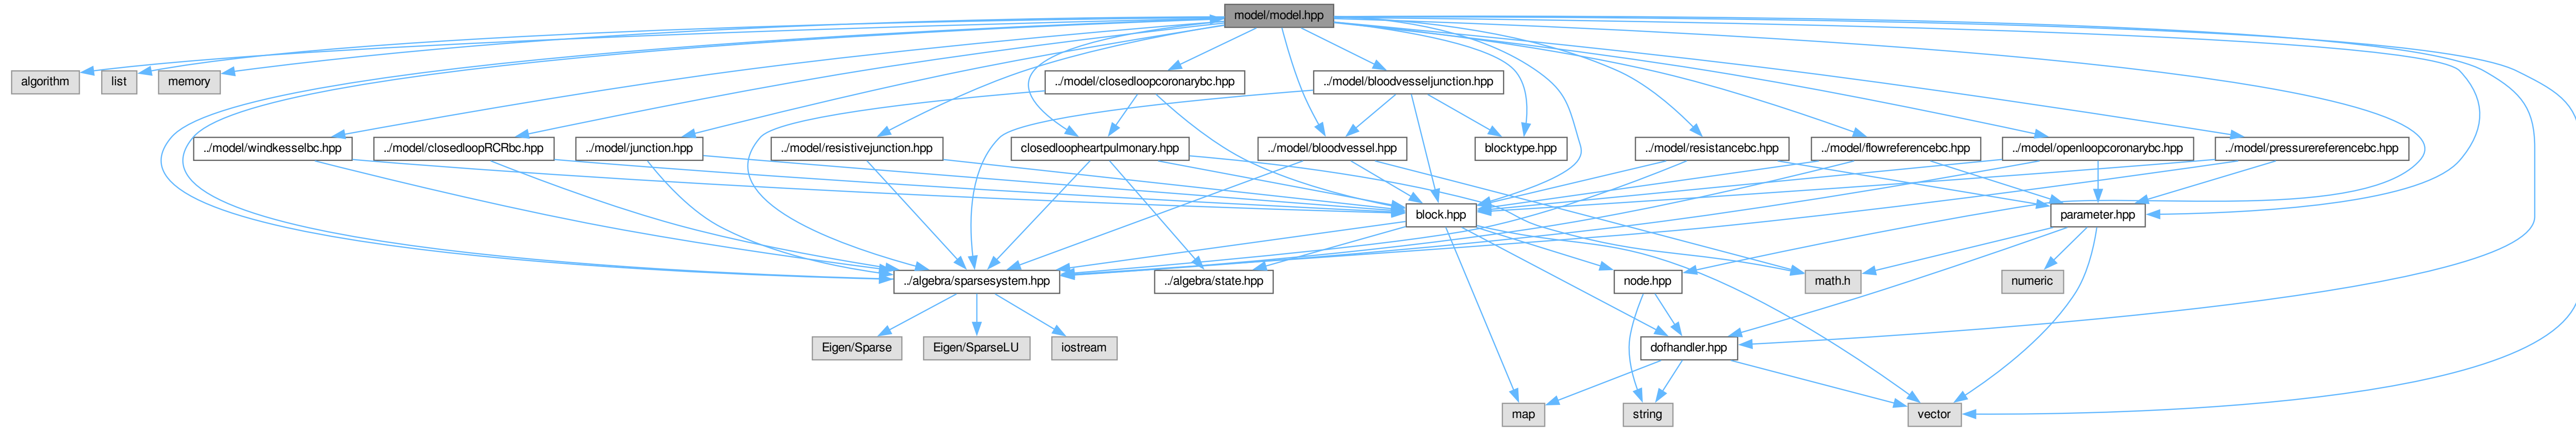 model/model.hpp
algorithm
list
memory
../model/closedloopcoronarybc.hpp
../model/bloodvesseljunction.hpp
../model/windkesselbc.hpp
../model/closedloopRCRbc.hpp
../model/junction.hpp
../model/resistivejunction.hpp
closedloopheartpulmonary.hpp
../model/bloodvessel.hpp
blocktype.hpp
../model/resistancebc.hpp
../model/flowreferencebc.hpp
../model/openloopcoronarybc.hpp
../model/pressurereferencebc.hpp
block.hpp
parameter.hpp
../algebra/sparsesystem.hpp
../algebra/state.hpp
node.hpp
math.h
numeric
Eigen/Sparse
Eigen/SparseLU
iostream
dofhandler.hpp
map
string
vector